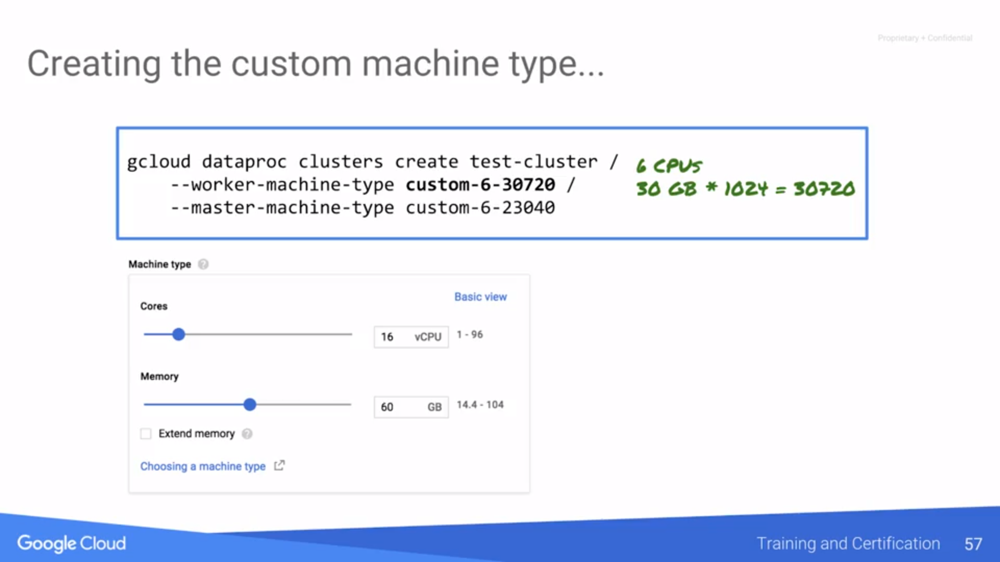 Proprietary + Confidential
Creating the custom machine type...
gcloud dataproc clusters create test-cluster /
--worker-machine-type custom-6-30720 /
--master-machine-type custom-6-23040
6 CPUS
30 GB * 1024 = 30720
Machine type ?
Basic view
Cores
16 vCPU 1 - 96
Memory
60 GB 14.4 - 104
Extend memory ?
Choosing a machine type
Google Cloud
Training and Certification 57